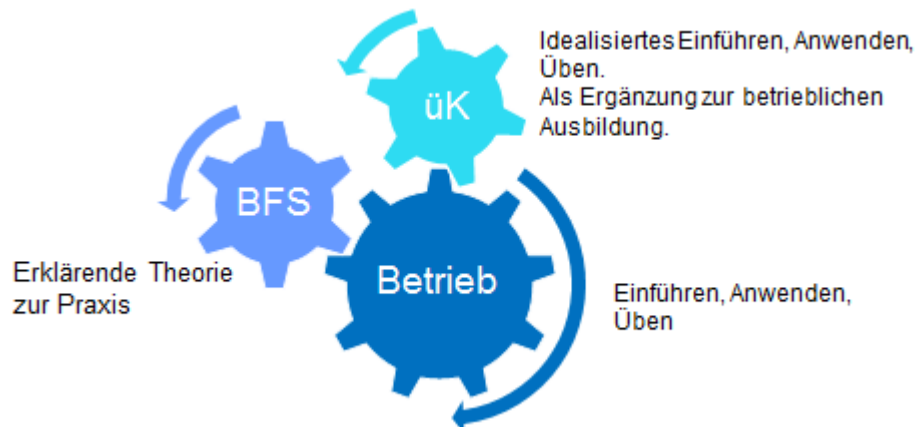 Idealisiertes Einführen, Anwenden,
Üben.
Als Ergänzung zur betrieblichen
Ausbildung.
üK
BFS
Erklärende Theorie
zur Praxis
Betrieb
Einführen, Anwenden,
Üben